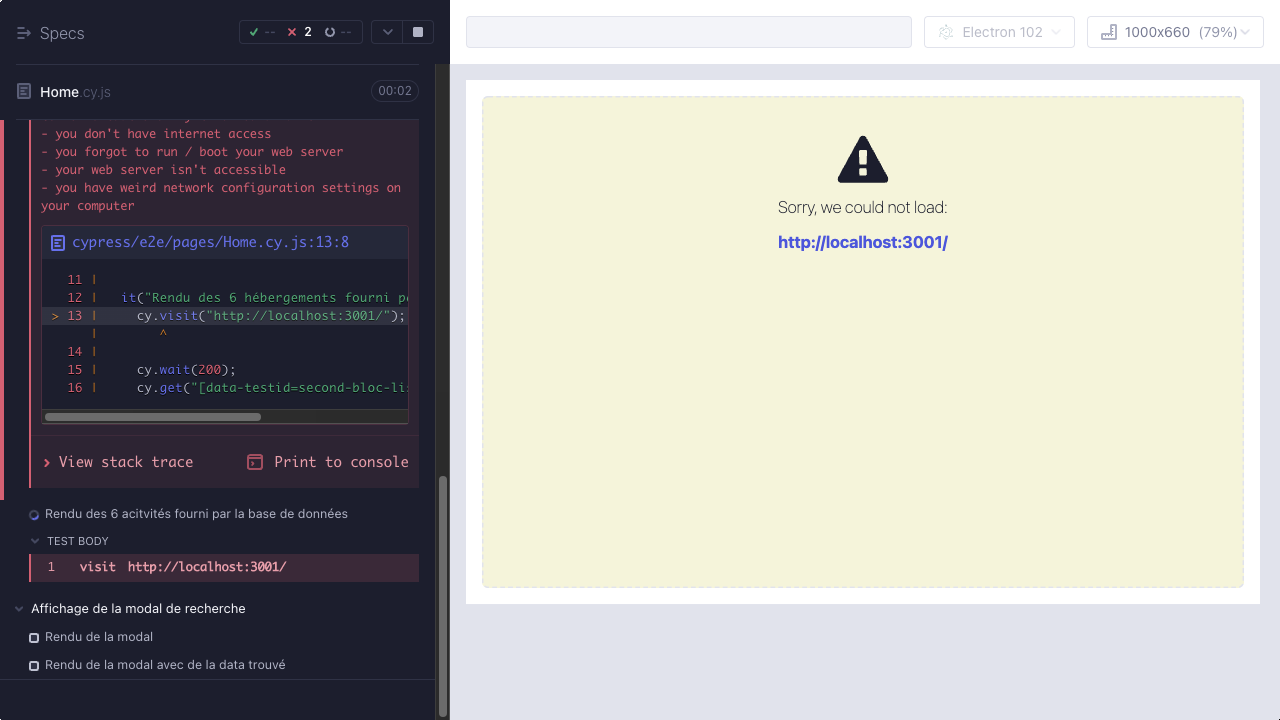 Specs
-- 2 --
Electron 102
1000x660 (79%)
Home.cy.js
00:02
- you don't have internet access
- you forgot to run / boot your web server
- your web server isn't accessible
- you have weird network configuration settings on
your computer
cypress/e2e/pages/Home.cy.js:13:8
11 |
12 | it("Rendu des 6 hébergements fourni
> 13 | cy.visit("http://localhost:3001/");
| ^
14 |
15 | cy.wait(200);
16 | cy.get("[data-testid=second-bloc-lis
View stack trace
Print to console
Rendu des 6 acitvités fourni par la base de données
TEST BODY
1 visit http://localhost:3001/
Affichage de la modal de recherche
Rendu de la modal
Rendu de la modal avec de la data trouvé
Sorry, we could not load:
http://localhost:3001/